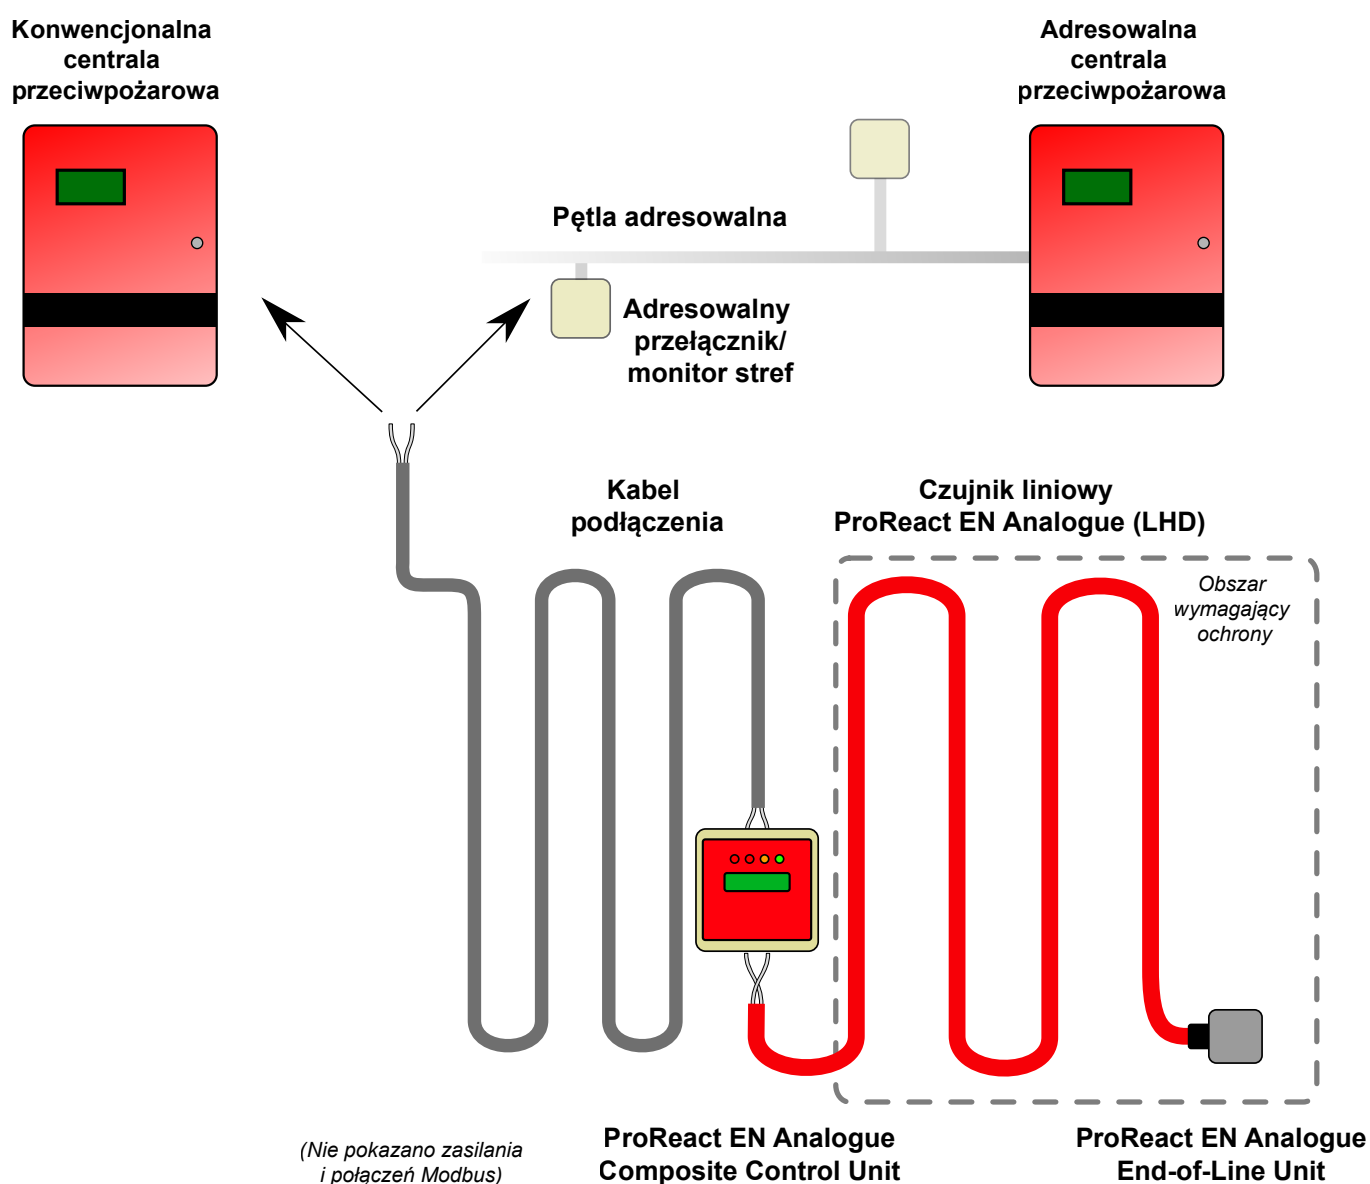 Konwencjonalna
centrala
przeciwpożarowa
Adresowalna
centrala
przeciwpożarowa
Pętla adresowalna
Adresowalny
przełącznik/
monitor stref
Kabel
podłączenia
Czujnik liniowy
ProReact EN Analogue (LHD)
Obszar
wymagający
ochrony
(Nie pokazano zasilania
i połączeń Modbus)
ProReact EN Analogue
Composite Control Unit
ProReact EN Analogue
End-of-Line Unit